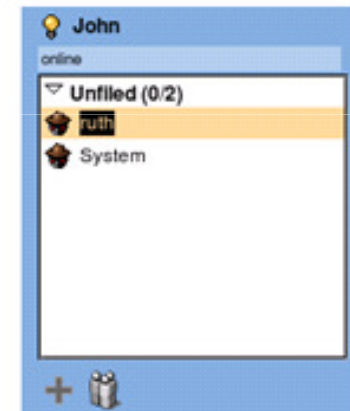 John
online
Unfiled (0/2)
ruth
System